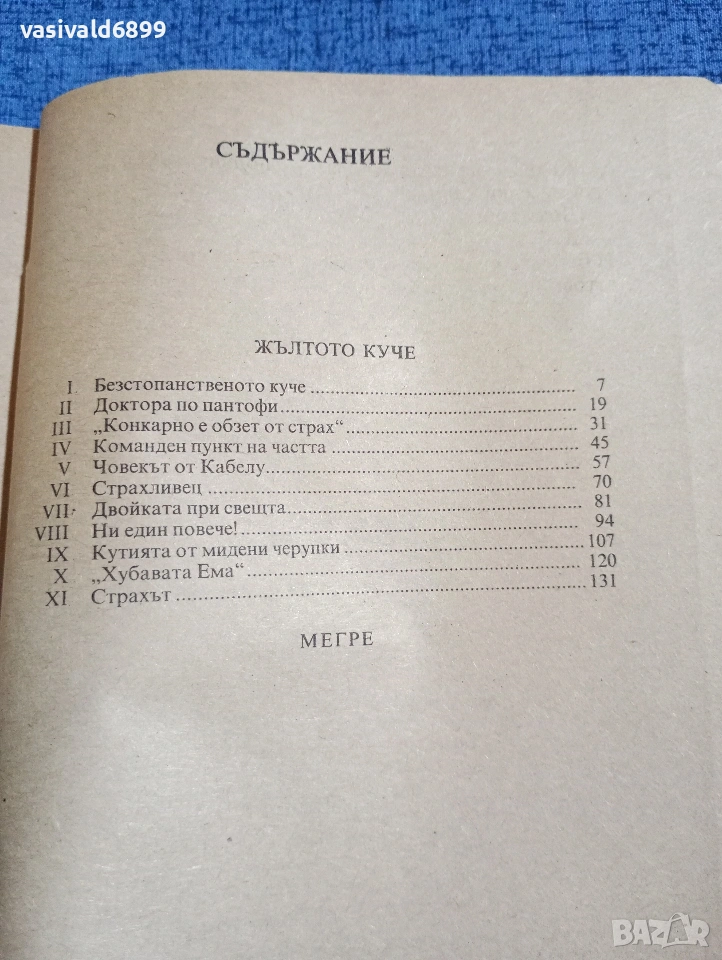 vasivald6899
СЪДЪРЖАНИЕ
ЖЪЛТОТО КУЧЕ
I Безстопанственото куче 7
II Доктора по пантофи 19
III „Конкарно е обзет от страх“ 31
IV Команден пункт на частта 45
V Човекът от Кабелу 57
VI Страхливец 70
VII Двойката при свещта 81
VIII Ни един повече! 94
IX Кутията от мидени черупки 107
X „Хубавата Ема“ 120
XI Страхът 131
МЕГРЕ
BAZAR